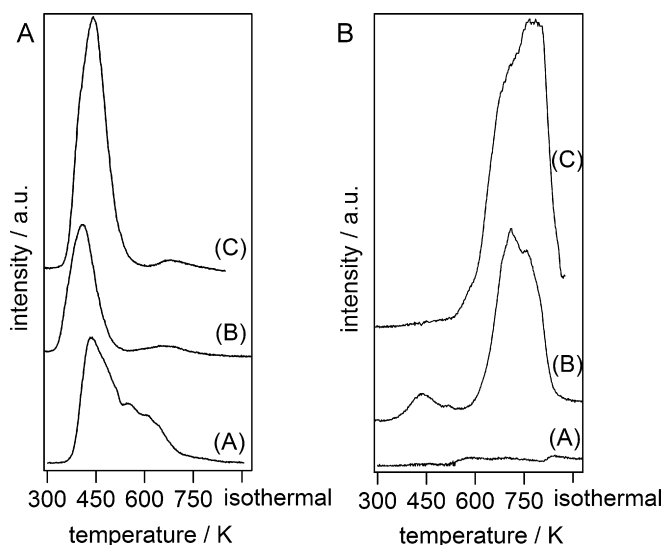 A
intensity / a.u.
(C)
(B)
(A)
300 450 600 750 isothermal
temperature / K
B
intensity / a.u.
(C)
(B)
(A)
300 450 600 750 isothermal
temperature / K